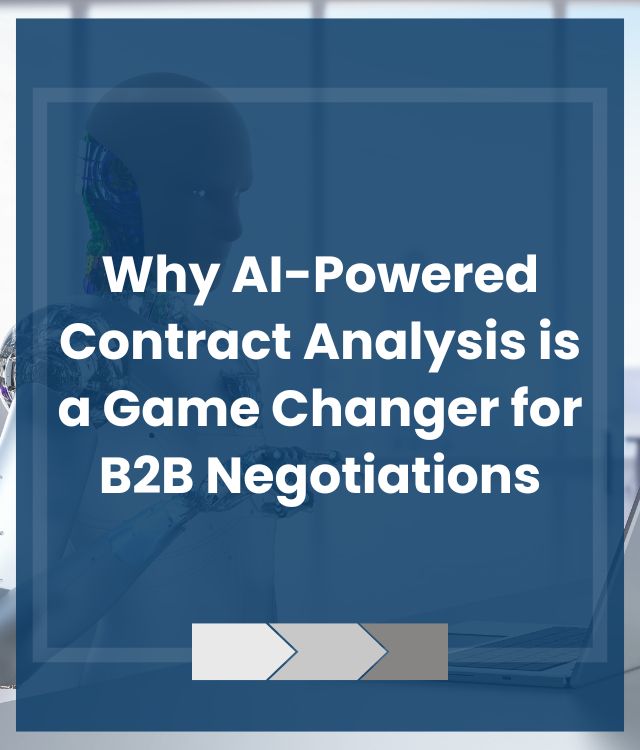 Why AI-Powered
Contract Analysis is
a Game Changer for
B2B Negotiations